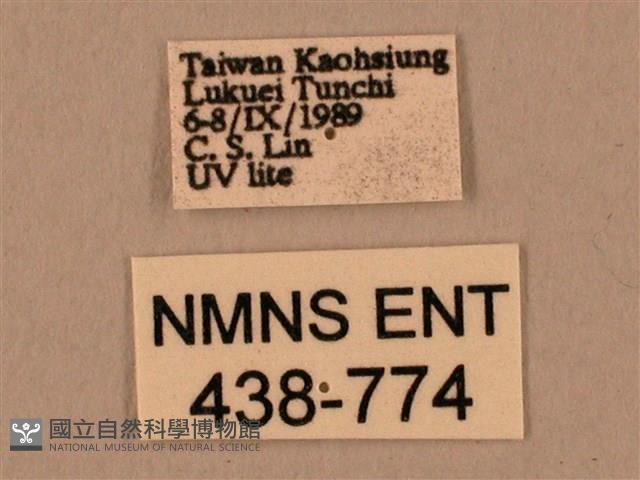 Taiwan Kaohsiung
Lukuei Tunchi
6-8/IX/1989
C. S. Lin
UV lite
NMNS ENT
438-774
國立自然科學博物館
NATIONAL MUSEUM OF NATURAL SCIENCE